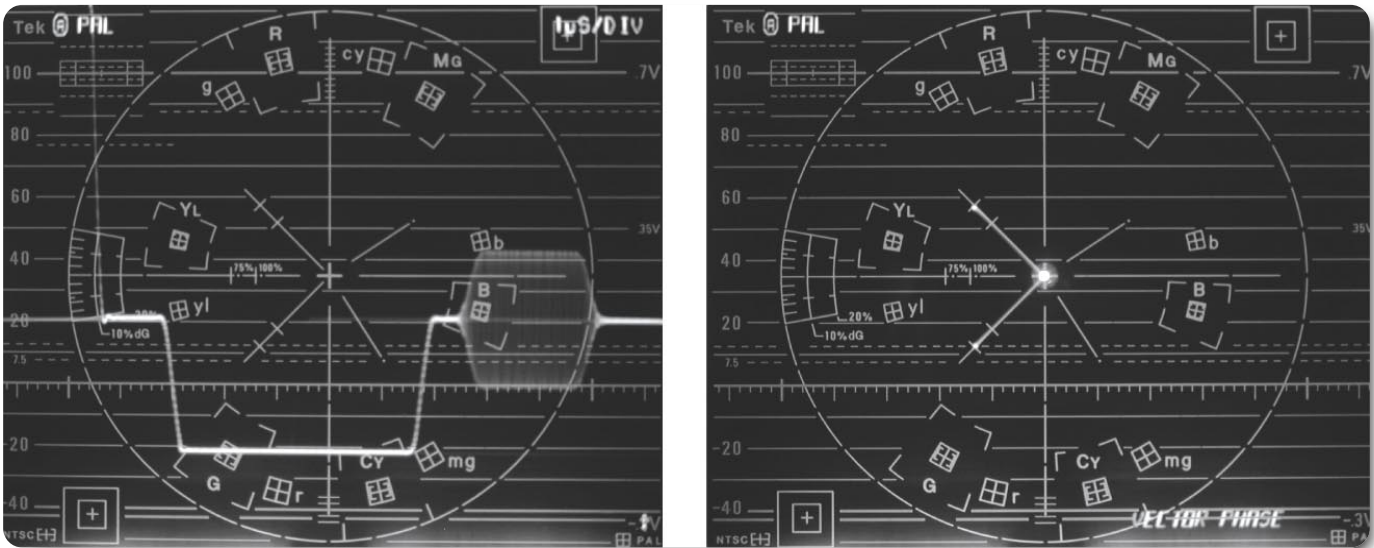 Tek Ⓐ PAL 1µS/DIV
R
cy
MG
100
.7V
g
80
60
YL
.35V
40
b
75% 100%
B
yl
20%
20
10%dG
7.5
-20
CY
mg
G
r
-40
NTSC
PAL
Tek Ⓐ PAL
R
cy
MG
100
.7V
g
80
60
YL
.35V
40
b
75% 100%
B
yl
20%
20
10%dG
7.5
-20
CY
mg
G
r
-40
VECTOR PHASE
-.3V
NTSC
PAL